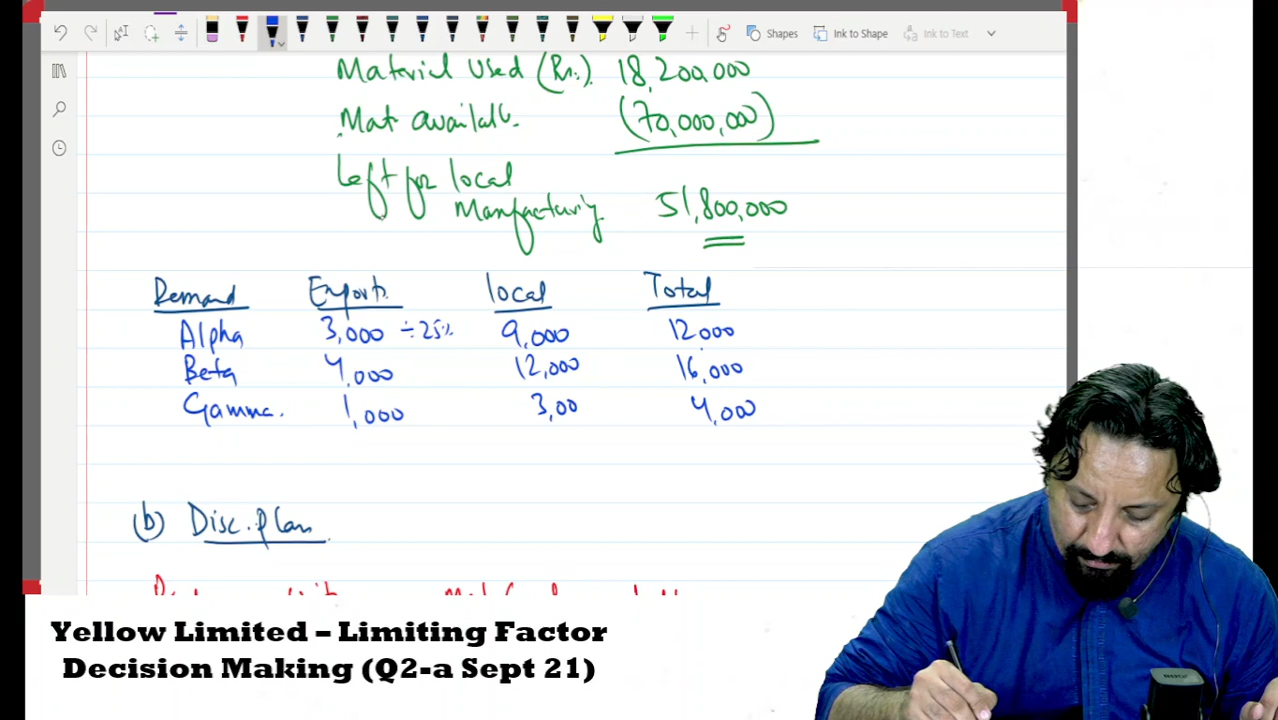 Shapes Ink to Shape Ink to Text
Material Used (Rs.) 18,200,000
Mat available (70,000,000)
Left for local
Manfacturing 51,800,000
Demand Exports local Total
Alpha 3,000 ÷25% 9,000 12,000
Beta 4,000 12,000 16,000
Gamma. 1,000 3,00 4,000
(b) Disc. plan
Yellow Limited – Limiting Factor
Decision Making (Q2-a Sept 21)